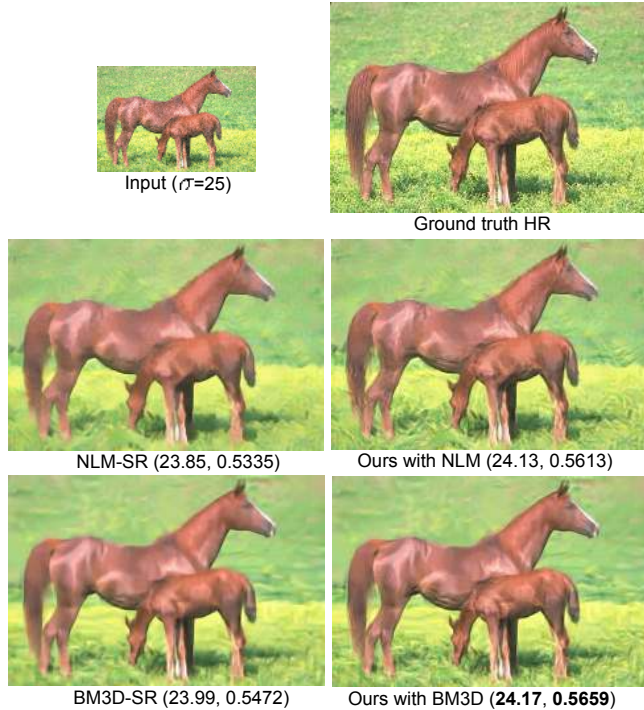 Input (σ=25)
Ground truth HR
NLM-SR (23.85, 0.5335)
Ours with NLM (24.13, 0.5613)
BM3D-SR (23.99, 0.5472)
Ours with BM3D (24.17, 0.5659)